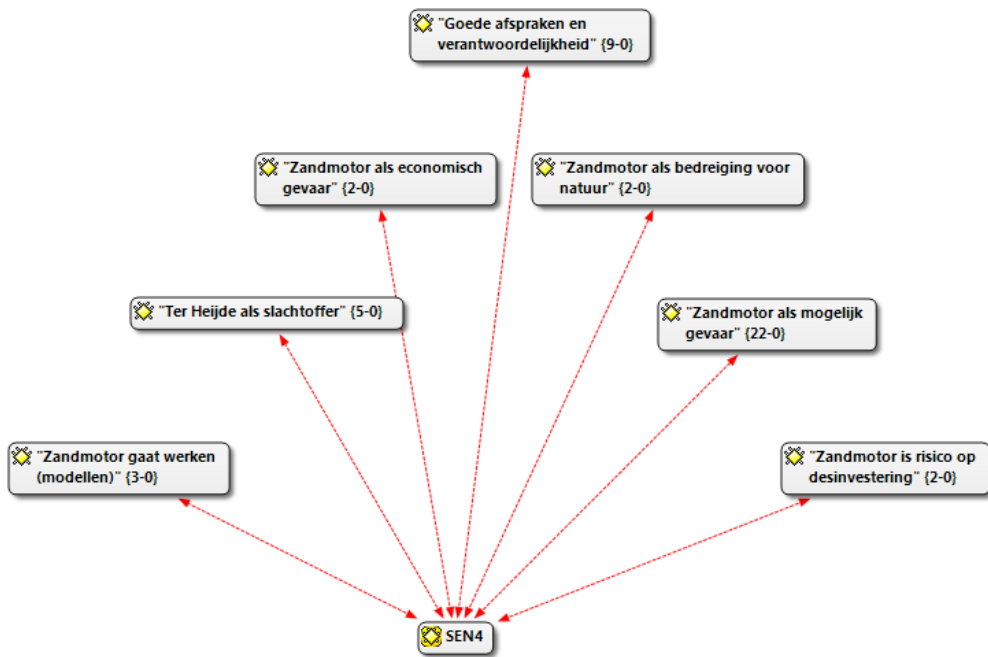 "Goede afspraken en
verantwoordelijkheid" {9-0}
"Zandmotor als economisch
gevaar" {2-0}
"Zandmotor als bedreiging voor
natuur" {2-0}
"Ter Heijde als slachtoffer" {5-0}
"Zandmotor als mogelijk
gevaar" {22-0}
"Zandmotor gaat werken
(modellen)" {3-0}
"Zandmotor is risico op
desinvestering" {2-0}
SEN4